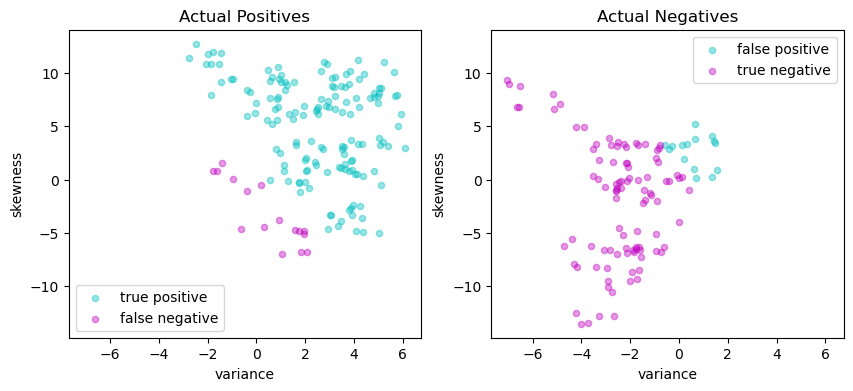 Actual Positives
Actual Negatives
10
5
0
−5
−10
skewness
−6
−4
−2
0
2
4
6
variance
true positive
false negative
10
5
0
−5
−10
skewness
−6
−4
−2
0
2
4
6
variance
false positive
true negative